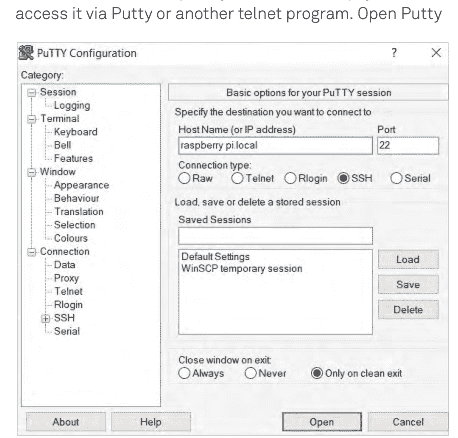 access it via Putty or another telnet program. Open Putty
PuTTY Configuration ? ×
Category:
Session
Logging
Terminal
Keyboard
Bell
Features
Window
Appearance
Behaviour
Translation
Selection
Colours
Connection
Data
Proxy
Telnet
Rlogin
SSH
Serial
Basic options for your PuTTY session
Specify the destination you want to connect to
Host Name (or IP address) Port
raspberry pi.local 22
Connection type:
Raw Telnet Rlogin SSH Serial
Load, save or delete a stored session
Saved Sessions
Default Settings
WinSCP temporary session
Load
Save
Delete
Close window on exit:
Always Never Only on clean exit
About Help Open Cancel